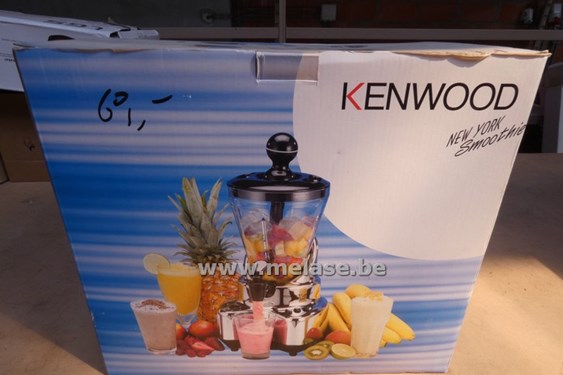 60,-
KENWOOD
NEW YORK
Smoothie
www.melase.be